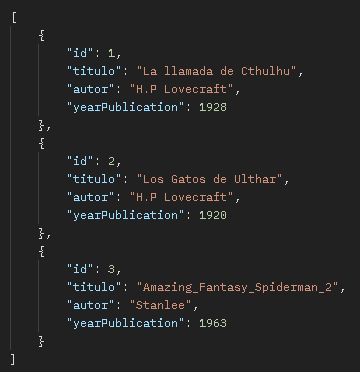 [
    {
        "id": 1,
        "titulo": "La llamada de Cthulhu",
        "autor": "H.P Lovecraft",
        "yearPublication": 1928
    },
    {
        "id": 2,
        "titulo": "Los Gatos de Ulthar",
        "autor": "H.P Lovecraft",
        "yearPublication": 1920
    },
    {
        "id": 3,
        "titulo": "Amazing_Fantasy_Spiderman_2",
        "autor": "Stanlee",
        "yearPublication": 1963
    }
]